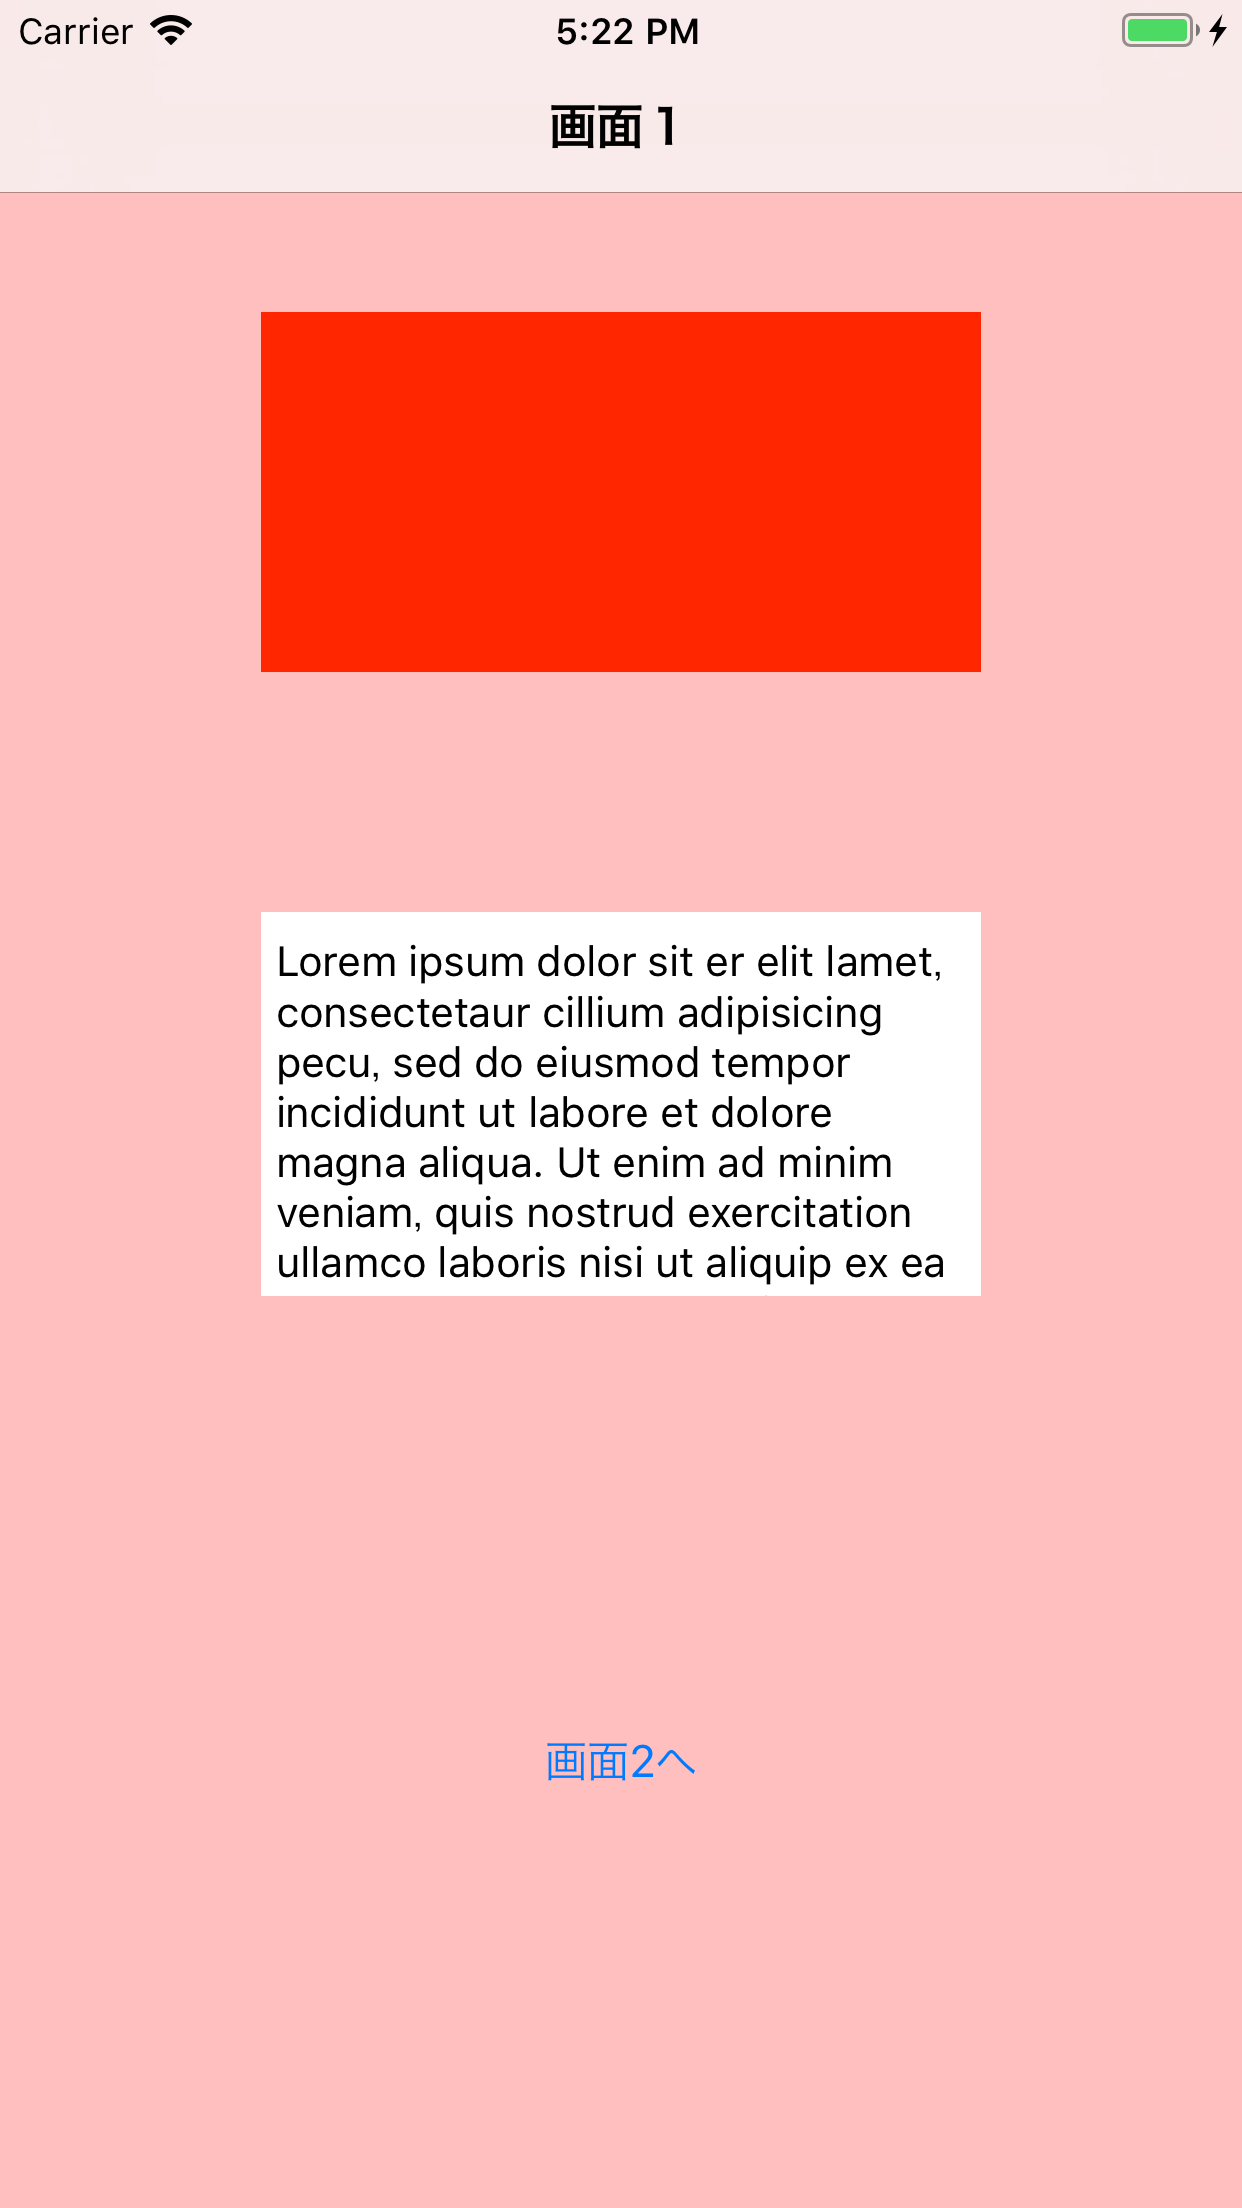 Carrier 5:22 PM
画面 1
Lorem ipsum dolor sit er elit lamet,
consectetaur cillium adipisicing
pecu, sed do eiusmod tempor
incididunt ut labore et dolore
magna aliqua. Ut enim ad minim
veniam, quis nostrud exercitation
ullamco laboris nisi ut aliquip ex ea
画面2へ